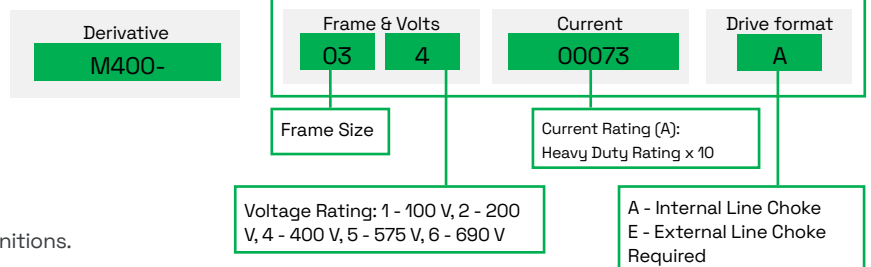 Derivative
M400-
Frame & Volts
03 4
Current
00073
Drive format
A
Frame Size
Current Rating (A):
Heavy Duty Rating x 10
Voltage Rating: 1 - 100 V, 2 - 200
V, 4 - 400 V, 5 - 575 V, 6 - 690 V
A - Internal Line Choke
E - External Line Choke
Required
nitions.